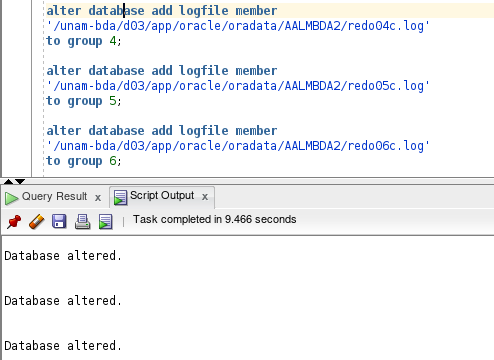 alter database add logfile member
'/unam-bda/d03/app/oracle/oradata/AALMBDA2/redo04c.log'
to group 4;
alter database add logfile member
'/unam-bda/d03/app/oracle/oradata/AALMBDA2/redo05c.log'
to group 5;
alter database add logfile member
'/unam-bda/d03/app/oracle/oradata/AALMBDA2/redo06c.log'
to group 6;
Query Result x Script Output x
Task completed in 9.466 seconds
Database altered.
Database altered.
Database altered.